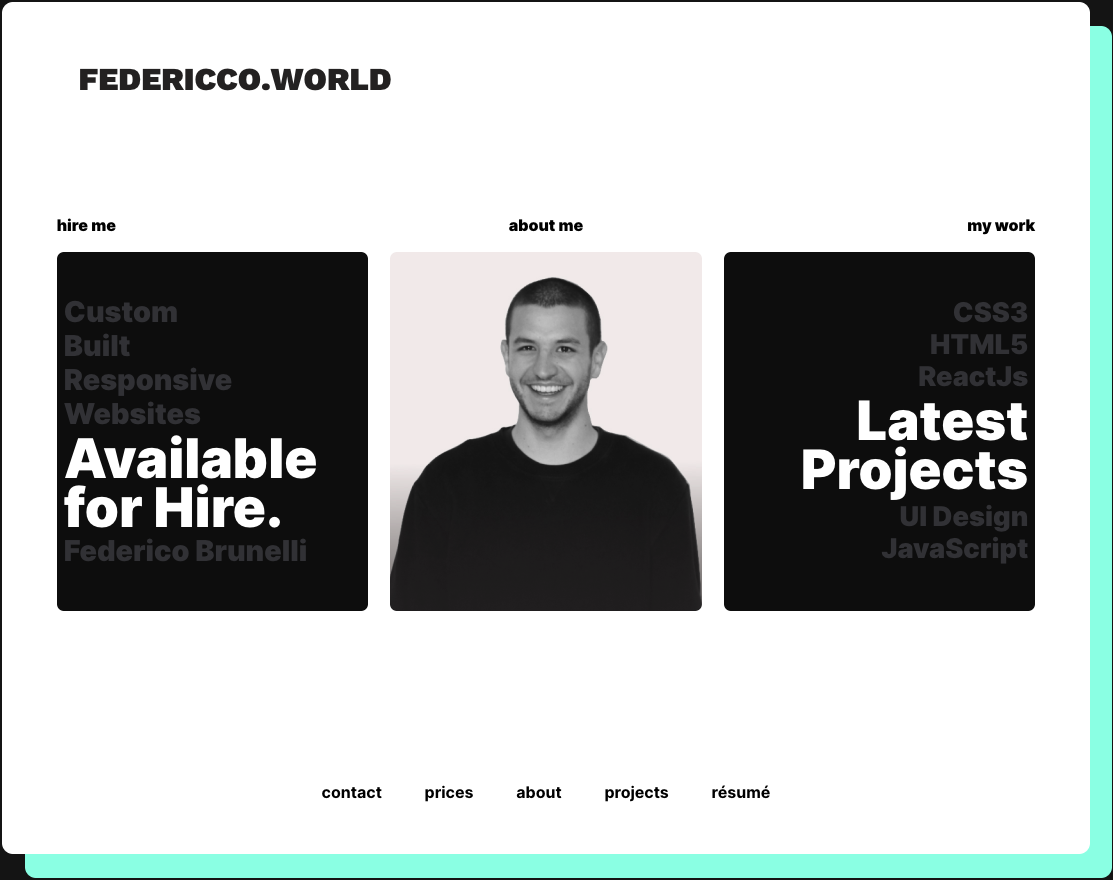 FEDERICCO.WORLD
hire me
about me
my work
Custom
Built
Responsive
Websites
Available
for Hire.
Federico Brunelli
CSS3
HTML5
ReactJs
Latest
Projects
UI Design
JavaScript
contact prices about projects résumé